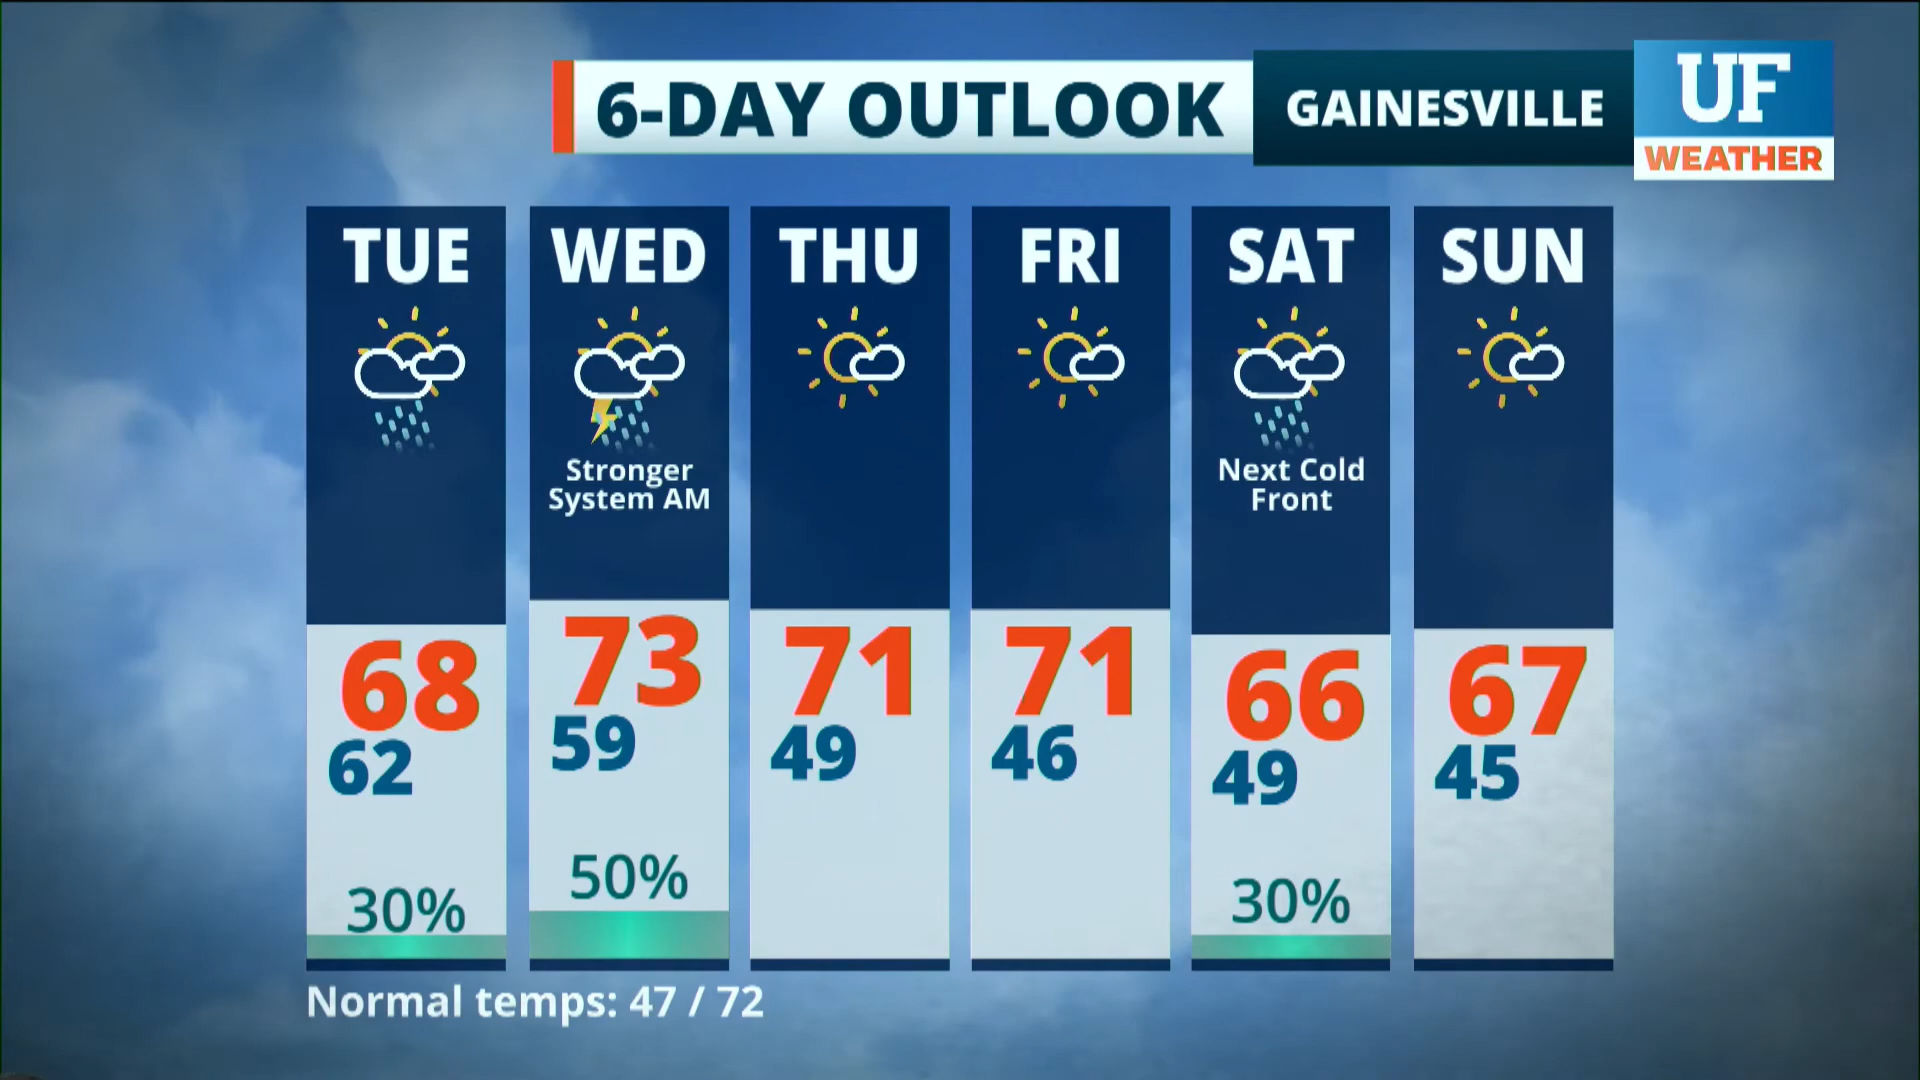 6-DAY OUTLOOK
GAINESVILLE
UF
WEATHER
TUE
68
62
30%
WED
Stronger
System AM
73
59
50%
THU
71
49
FRI
71
46
SAT
Next Cold
Front
66
49
30%
SUN
67
45
Normal temps: 47 / 72